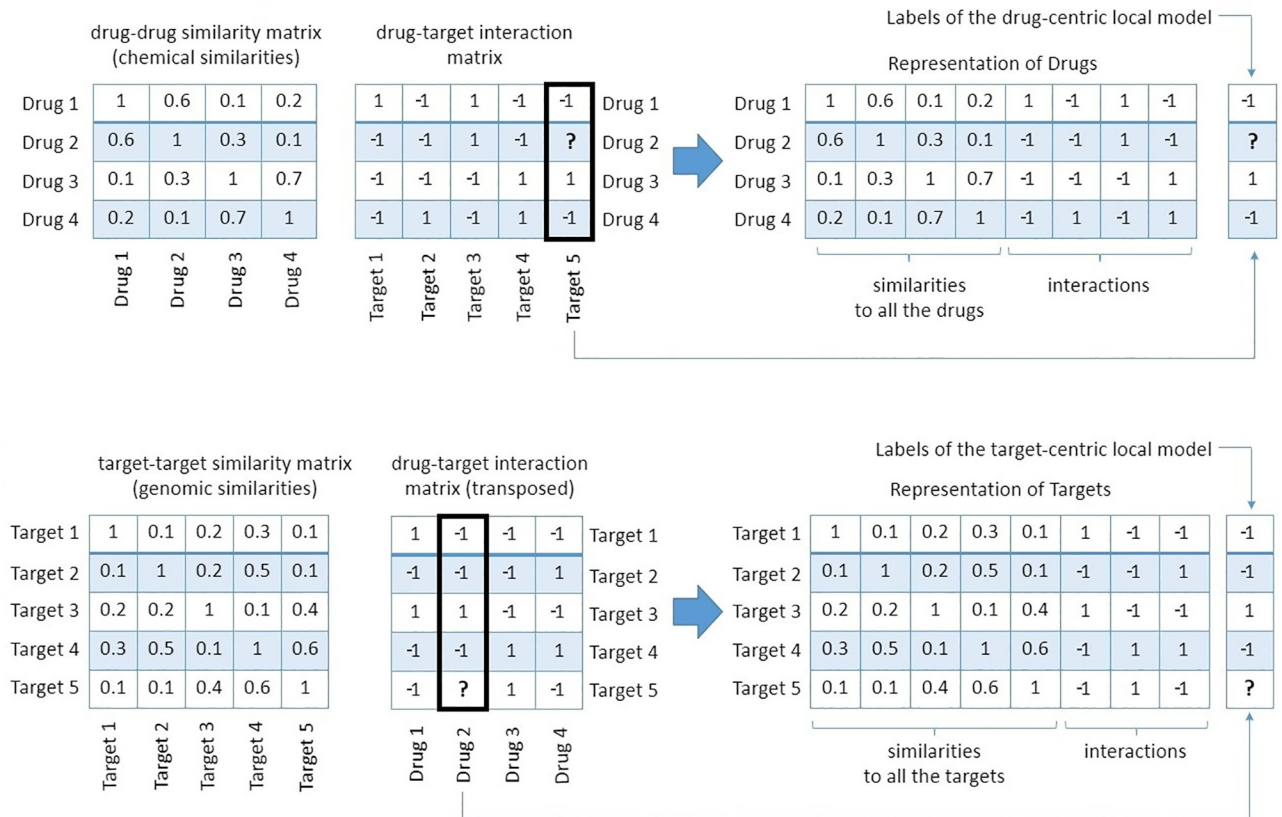 Labels of the drug-centric local model
drug-drug similarity matrix
(chemical similarities)
drug-target interaction
matrix
Representation of Drugs
Drug 1 1 0.6 0.1 0.2 1 -1 1 -1 -1 Drug 1 Drug 1 1 0.6 0.1 0.2 1 -1 1 -1 -1
Drug 2 0.6 1 0.3 0.1 -1 -1 1 -1 ? Drug 2 Drug 2 0.6 1 0.3 0.1 -1 -1 1 -1 ?
Drug 3 0.1 0.3 1 0.7 -1 -1 -1 1 1 Drug 3 Drug 3 0.1 0.3 1 0.7 -1 -1 -1 1 1
Drug 4 0.2 0.1 0.7 1 -1 1 -1 1 -1 Drug 4 Drug 4 0.2 0.1 0.7 1 -1 1 -1 1 -1
Drug 1 Drug 2 Drug 3 Drug 4 Target 1 Target 2 Target 3 Target 4 Target 5
similarities
to all the drugs
interactions
Labels of the target-centric local model
target-target similarity matrix
(genomic similarities)
drug-target interaction
matrix (transposed)
Representation of Targets
Target 1 1 0.1 0.2 0.3 0.1 1 -1 -1 -1 Target 1 Target 1 1 0.1 0.2 0.3 0.1 1 -1 -1 -1
Target 2 0.1 1 0.2 0.5 0.1 -1 -1 -1 1 Target 2 Target 2 0.1 1 0.2 0.5 0.1 -1 -1 1 -1
Target 3 0.2 0.2 1 0.1 0.4 1 1 -1 -1 Target 3 Target 3 0.2 0.2 1 0.1 0.4 1 -1 -1 1
Target 4 0.3 0.5 0.1 1 0.6 -1 -1 1 1 Target 4 Target 4 0.3 0.5 0.1 1 0.6 -1 1 1 -1
Target 5 0.1 0.1 0.4 0.6 1 -1 ? 1 -1 Target 5 Target 5 0.1 0.1 0.4 0.6 1 -1 1 -1 ?
Target 1 Target 2 Target 3 Target 4 Target 5 Drug 1 Drug 2 Drug 3 Drug 4
similarities
to all the targets
interactions